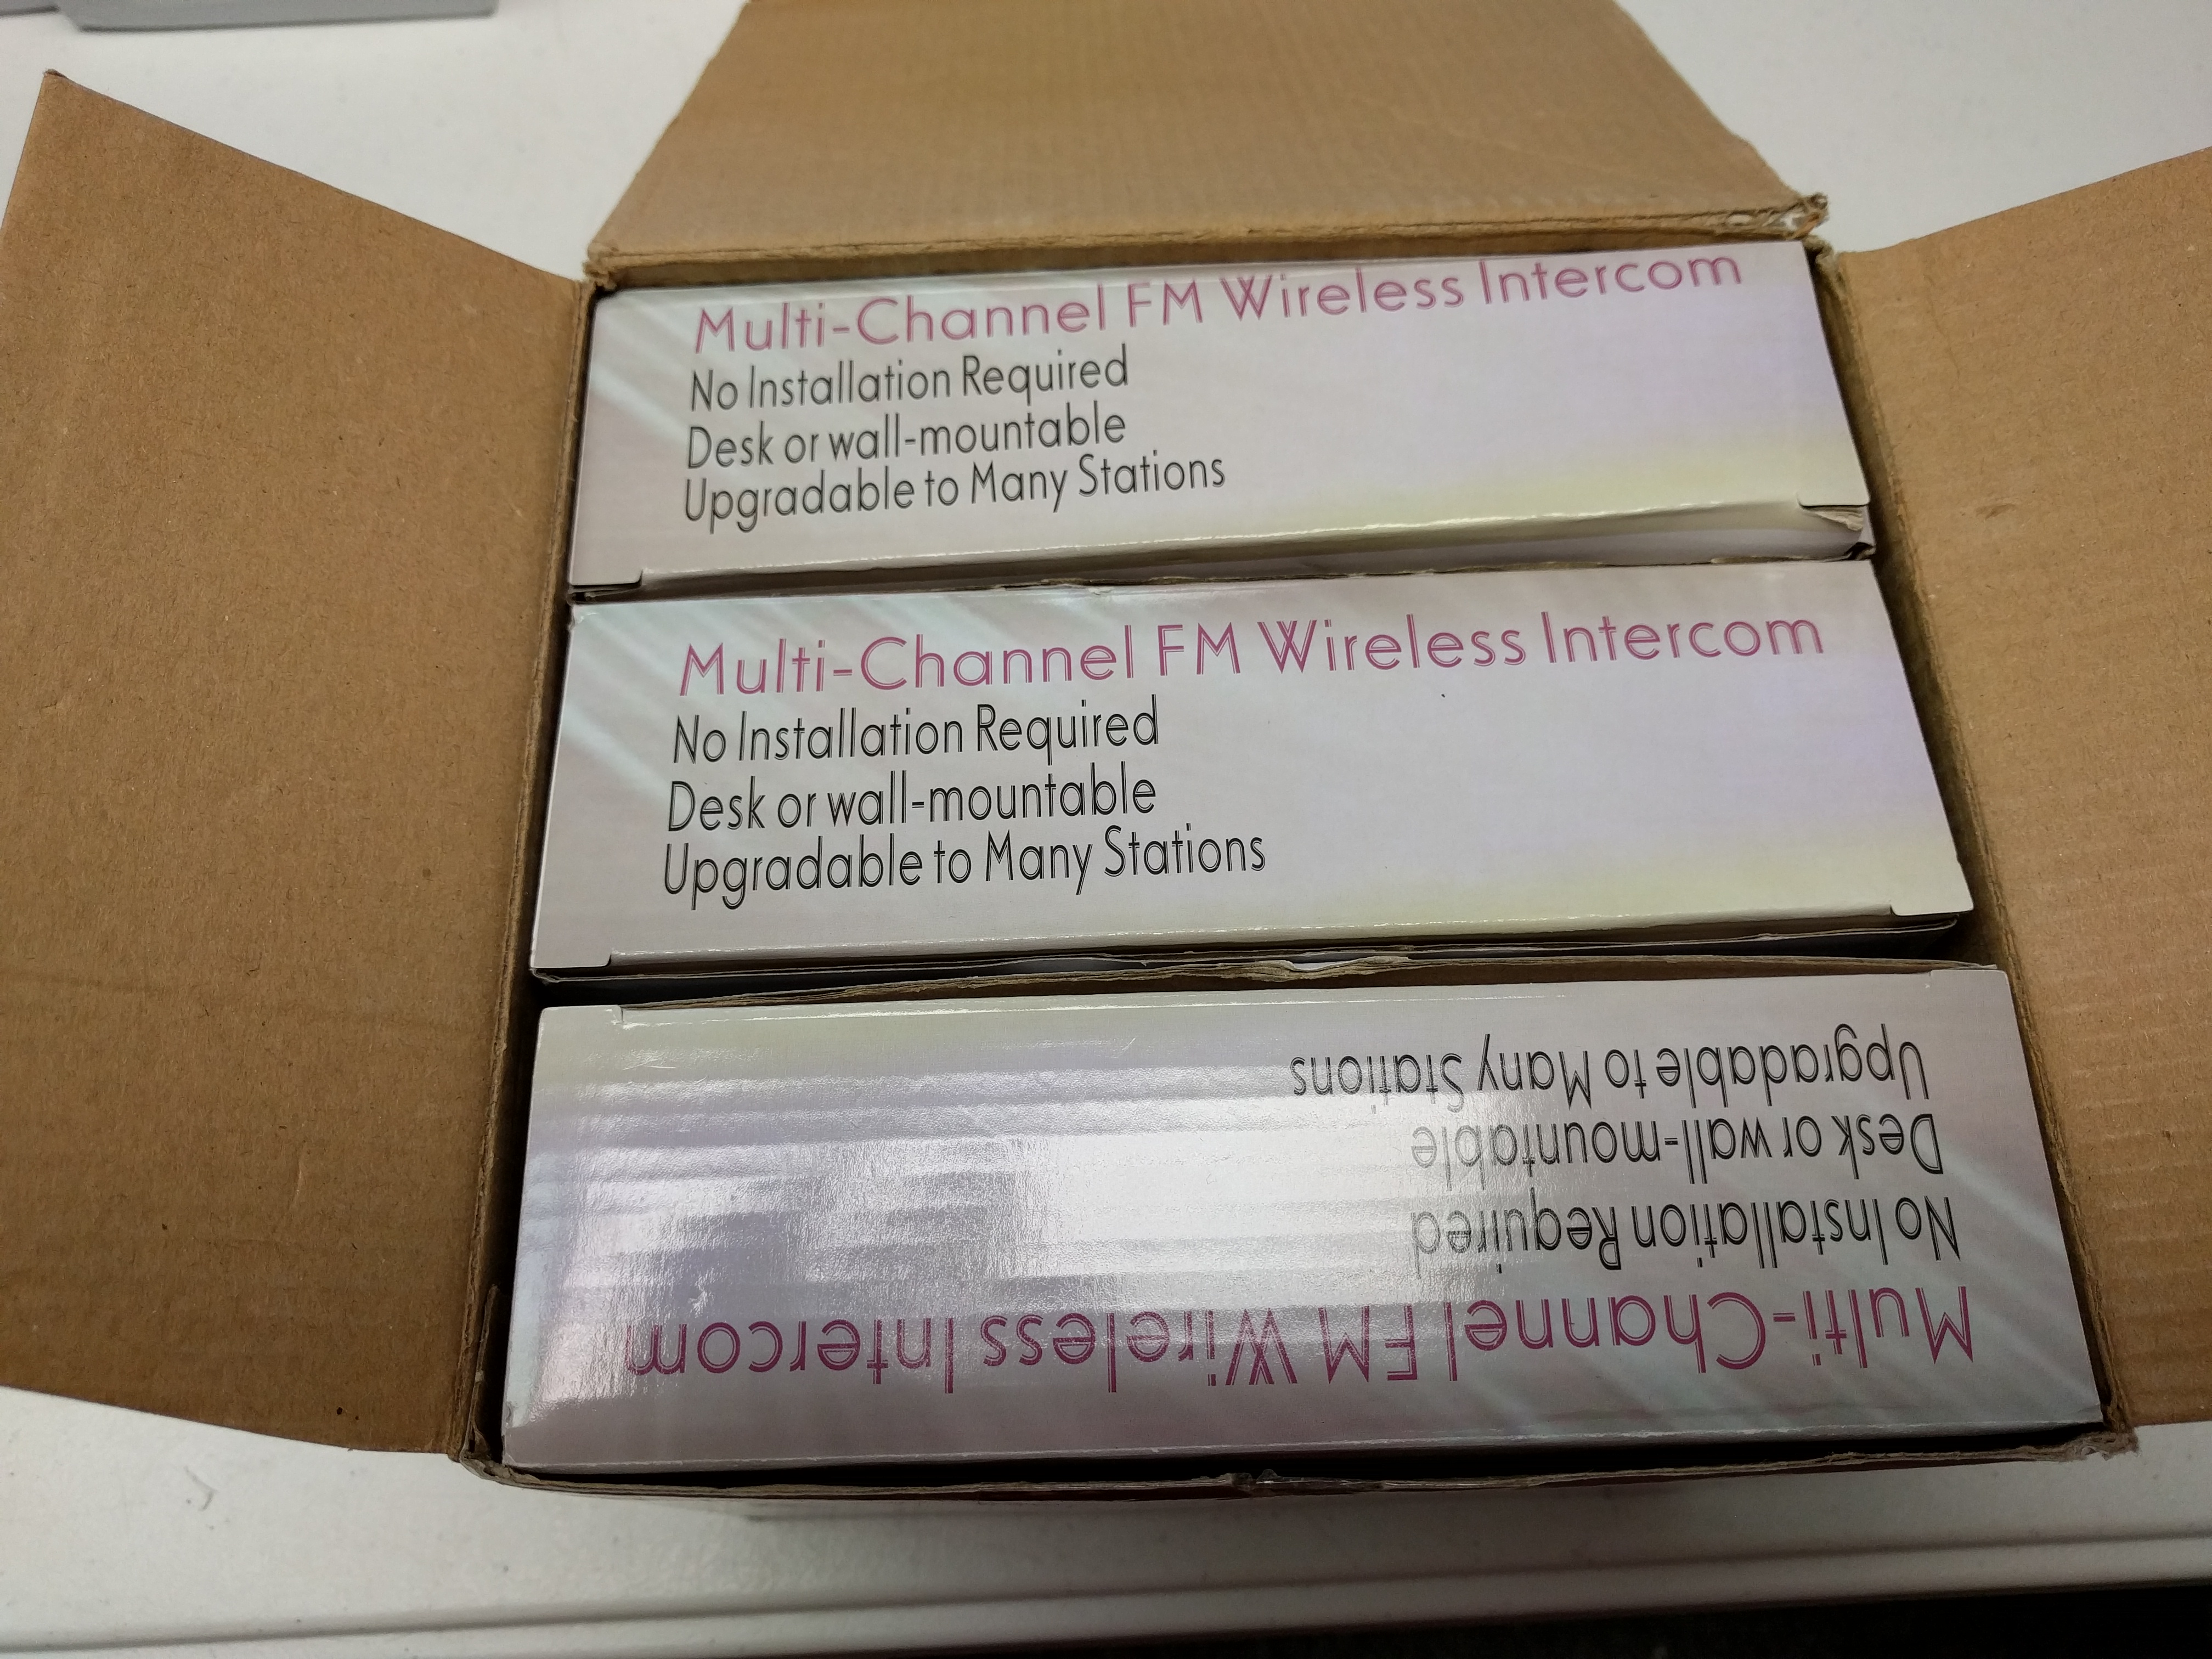 Multi-Channel FM Wireless Intercom
No Installation Required
Desk or wall-mountable
Upgradable to Many Stations
Multi-Channel FM Wireless Intercom
No Installation Required
Desk or wall-mountable
Upgradable to Many Stations
Multi-Channel FM Wireless Intercom
No Installation Required
Desk or wall-mountable
Upgradable to Many Stations